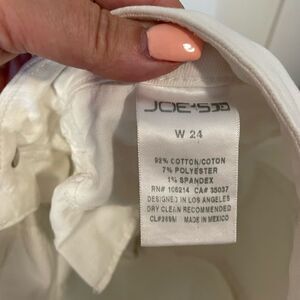 JOE'S
W 24
92% COTTON/COTON
7% POLYESTER
1% SPANDEX
RN# 106214 CA# 35037
DESIGNED IN LOS ANGELES
DRY CLEAN RECOMMENDED
CL#269M MADE IN MEXICO